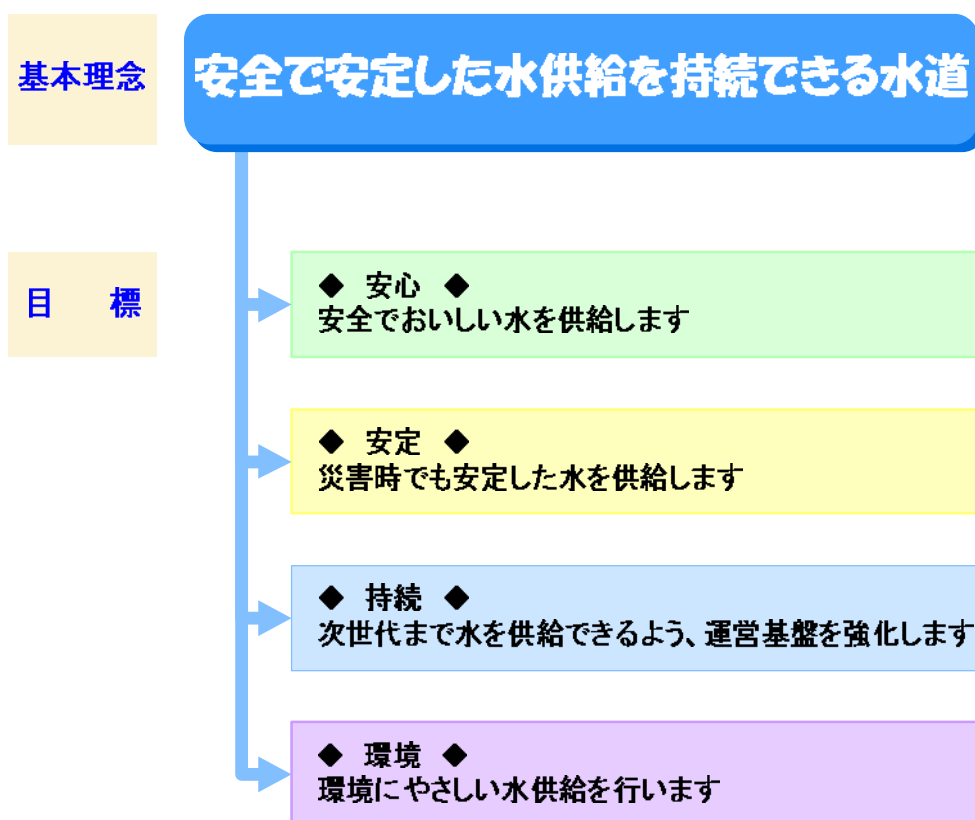 基本理念
安全で安定した水供給を持続できる水道
目　標
◆ 安心 ◆
安全でおいしい水を供給します
◆ 安定 ◆
災害時でも安定した水を供給します
◆ 持続 ◆
次世代まで水を供給できるよう、運営基盤を強化します
◆ 環境 ◆
環境にやさしい水供給を行います